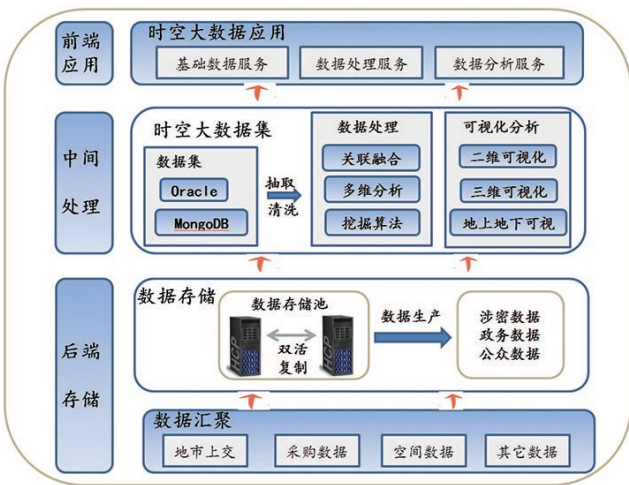 前端
应用
时空大数据应用
基础数据服务
数据处理服务
数据分析服务
中间
处理
时空大数据集
数据集
Oracle
MongoDB
抽取
清洗
数据处理
关联融合
多维分析
挖掘算法
可视化分析
二维可视化
三维可视化
地上地下可视
后端
存储
数据存储
数据存储池
HCP
双活
复制
HCP
数据生产
涉密数据
政务数据
公众数据
数据汇聚
地市上交
采购数据
空间数据
其它数据